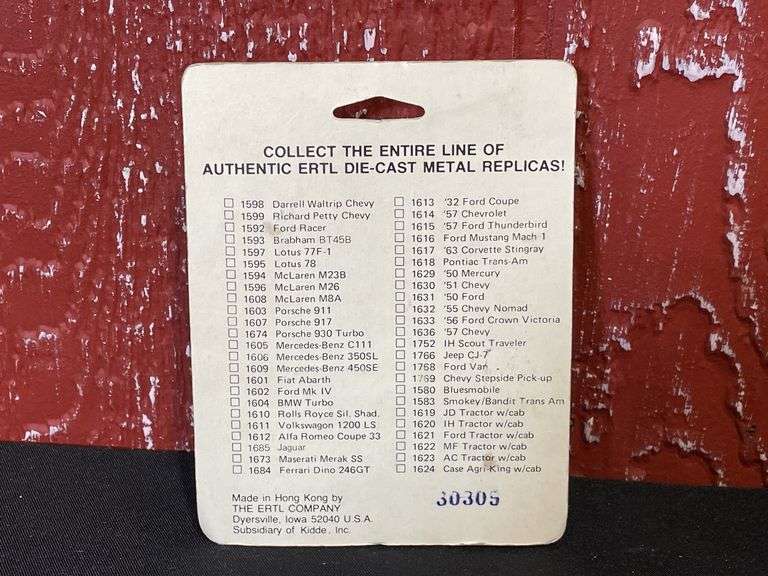 COLLECT THE ENTIRE LINE OF
AUTHENTIC ERTL DIE-CAST METAL REPLICAS!
☐ 1598 Darrell Waltrip Chevy
☐ 1599 Richard Petty Chevy
☐ 1592 Ford Racer
☐ 1593 Brabham BT45B
☐ 1597 Lotus 77F-1
☐ 1595 Lotus 78
☐ 1594 McLaren M23B
☐ 1596 McLaren M26
☐ 1608 McLaren M8A
☐ 1603 Porsche 911
☐ 1607 Porsche 917
☐ 1674 Porsche 930 Turbo
☐ 1605 Mercedes-Benz C111
☐ 1606 Mercedes-Benz 350SL
☐ 1609 Mercedes-Benz 450SE
☐ 1601 Fiat Abarth
☐ 1602 Ford Mk IV
☐ 1604 BMW Turbo
☐ 1610 Rolls Royce Sil. Shad.
☐ 1611 Volkswagon 1200 LS
☐ 1612 Alfa Romeo Coupe 33
☐ 1685 Jaguar
☐ 1673 Maserati Merak SS
☐ 1684 Ferrari Dino 246GT
☐ 1613 '32 Ford Coupe
☐ 1614 '57 Chevrolet
☐ 1615 '57 Ford Thunderbird
☐ 1616 Ford Mustang Mach 1
☐ 1617 '63 Corvette Stingray
☐ 1618 Pontiac Trans-Am
☐ 1629 '50 Mercury
☐ 1630 '51 Chevy
☐ 1631 '50 Ford
☐ 1632 '55 Chevy Nomad
☐ 1633 '56 Ford Crown Victoria
☐ 1636 '57 Chevy
☐ 1752 IH Scout Traveler
☐ 1766 Jeep CJ-7
☐ 1768 Ford Van
☐ 1769 Chevy Stepside Pick-up
☐ 1580 Bluesmobile
☐ 1583 Smokey/Bandit Trans Am
☐ 1619 JD Tractor w/cab
☐ 1620 IH Tractor w/cab
☐ 1621 Ford Tractor w/cab
☐ 1622 MF Tractor w/cab
☐ 1623 AC Tractor w/cab
☐ 1624 Case Agri-King w/cab
Made in Hong Kong by
THE ERTL COMPANY
Dyersville, Iowa 52040 U.S.A.
Subsidiary of Kidde, Inc.
30305